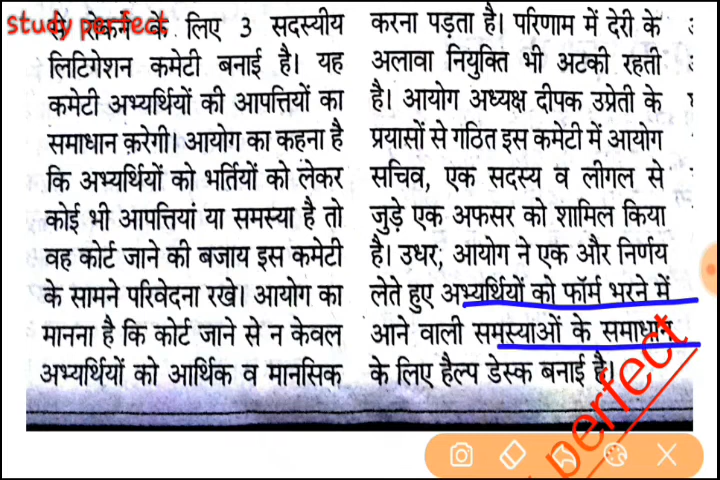 study perfect
से रोकने के लिए 3 सदस्यीय
लिटिगेशन कमेटी बनाई है। यह
कमेटी अभ्यर्थियों की आपत्तियों का
समाधान करेगी। आयोग का कहना है
कि अभ्यर्थियों को भर्तियों को लेकर
कोई भी आपत्तियां या समस्या है तो
वह कोर्ट जाने की बजाय इस कमेटी
के सामने परिवेदना रखे। आयोग का
मानना है कि कोर्ट जाने से न केवल
अभ्यर्थियों को आर्थिक व मानसिक
करना पड़ता है। परिणाम में देरी के
अलावा नियुक्ति भी अटकी रहती
है। आयोग अध्यक्ष दीपक उप्रेती के
प्रयासों से गठित इस कमेटी में आयोग
सचिव, एक सदस्य व लीगल से
जुड़े एक अफसर को शामिल किया
है। उधर; आयोग ने एक और निर्णय
लेते हुए अभ्यर्थियों को फॉर्म भरने में
आने वाली समस्याओं के समाधान
के लिए हैल्प डेस्क बनाई है।
perfect